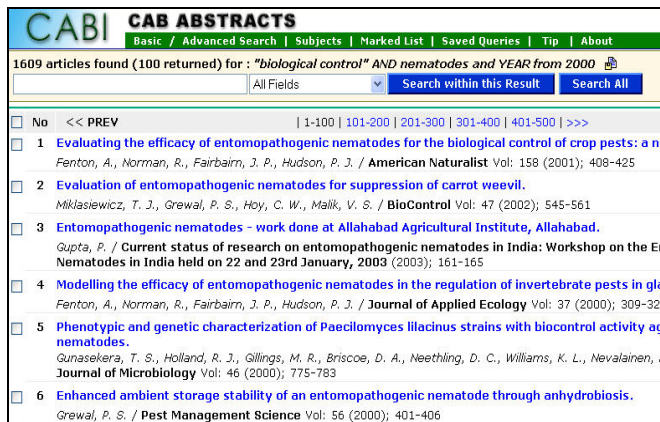 CABI CAB ABSTRACTS
Basic / Advanced Search | Subjects | Marked List | Saved Queries | Tip | About
1609 articles found (100 returned) for : "biological control" AND nematodes and YEAR from 2000
All Fields Search within this Result Search All
No << PREV | 1-100 | 101-200 | 201-300 | 301-400 | 401-500 | >>>
1 Evaluating the efficacy of entomopathogenic nematodes for the biological control of crop pests: a n
Fenton, A., Norman, R., Fairbairn, J. P., Hudson, P. J. / American Naturalist Vol: 158 (2001); 408-425
2 Evaluation of entomopathogenic nematodes for suppression of carrot weevil.
Miklasiewicz, T. J., Grewal, P. S., Hoy, C. W., Malik, V. S. / BioControl Vol: 47 (2002); 545-561
3 Entomopathogenic nematodes - work done at Allahabad Agricultural Institute, Allahabad.
Gupta, P. / Current status of research on entomopathogenic nematodes in India: Workshop on the E
Nematodes in India held on 22 and 23rd January, 2003 (2003); 161-165
4 Modelling the efficacy of entomopathogenic nematodes in the regulation of invertebrate pests in gla
Fenton, A., Norman, R., Fairbairn, J. P., Hudson, P. J. / Journal of Applied Ecology Vol: 37 (2000); 309-32
5 Phenotypic and genetic characterization of Paecilomyces lilacinus strains with biocontrol activity ag
nematodes.
Gunasekera, T. S., Holland, R. J., Gillings, M. R., Briscoe, D. A., Neethling, D. C., Williams, K. L., Nevalainen,
Journal of Microbiology Vol: 46 (2000); 775-783
6 Enhanced ambient storage stability of an entomopathogenic nematode through anhydrobiosis.
Grewal, P. S. / Pest Management Science Vol: 56 (2000); 401-406